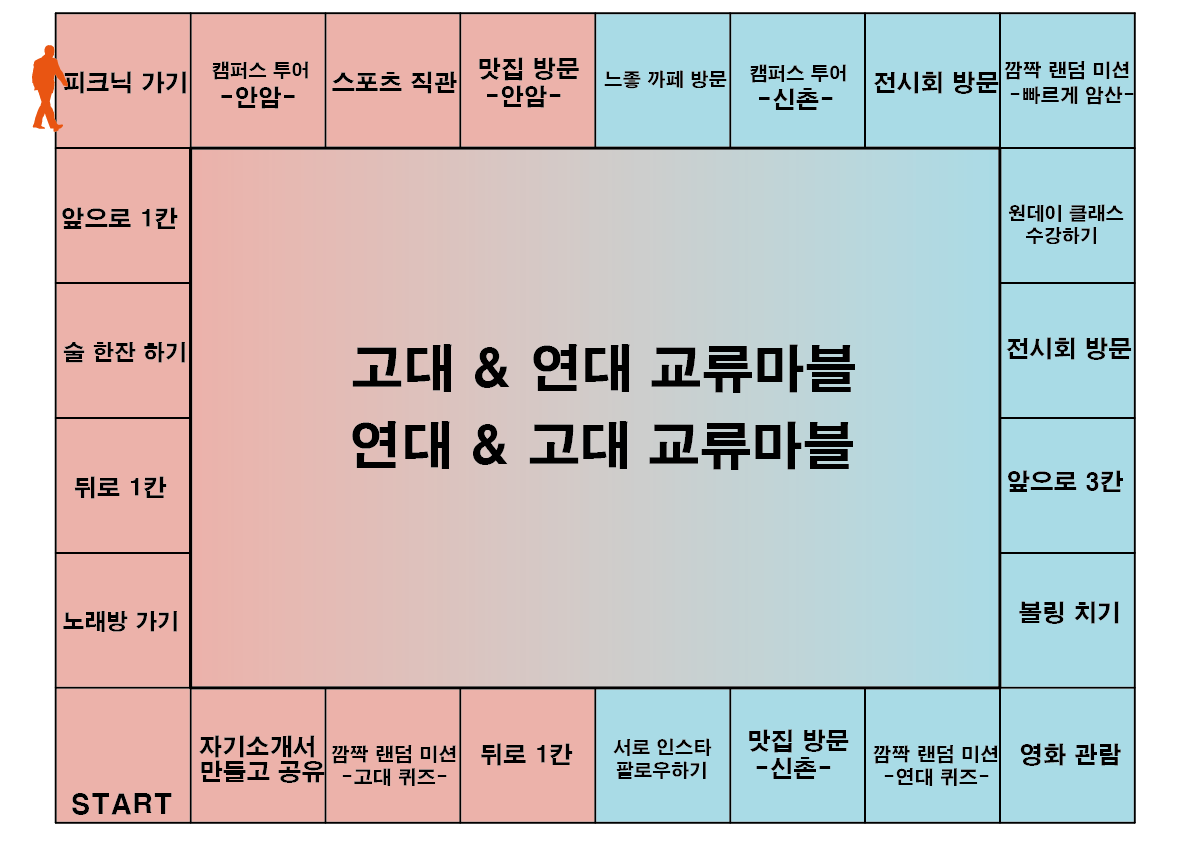 피크닉 가기
캠퍼스 투어
-안암-
스포츠 직관
맛집 방문
-안암-
느좋 까페 방문
캠퍼스 투어
-신촌-
전시회 방문
깜짝 랜덤 미션
-빠르게 암산-
앞으로 1칸
원데이 클래스
수강하기
술 한잔 하기
전시회 방문
고대 & 연대 교류마블
연대 & 고대 교류마블
뒤로 1칸
앞으로 3칸
노래방 가기
볼링 치기
START
자기소개서
만들고 공유
깜짝 랜덤 미션
-고대 퀴즈-
뒤로 1칸
서로 인스타
팔로우하기
맛집 방문
-신촌-
깜짝 랜덤 미션
-연대 퀴즈-
영화 관람